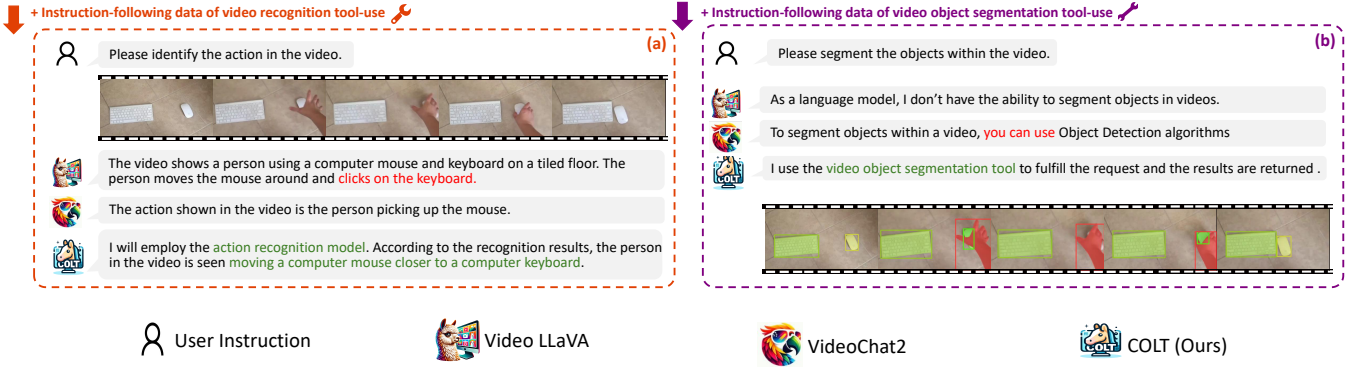 + Instruction-following data of video recognition tool-use
(a)
Please identify the action in the video.
The video shows a person using a computer mouse and keyboard on a tiled floor. The
person moves the mouse around and clicks on the keyboard.
The action shown in the video is the person picking up the mouse.
COLT
I will employ the action recognition model. According to the recognition results, the person
in the video is seen moving a computer mouse closer to a computer keyboard.
+ Instruction-following data of video object segmentation tool-use
(b)
Please segment the objects within the video.
As a language model, I don't have the ability to segment objects in videos.
To segment objects within a video, you can use Object Detection algorithms
COLT
I use the video object segmentation tool to fulfill the request and the results are returned .
User Instruction
Video LLaVA
VideoChat2
COLT
COLT (Ours)